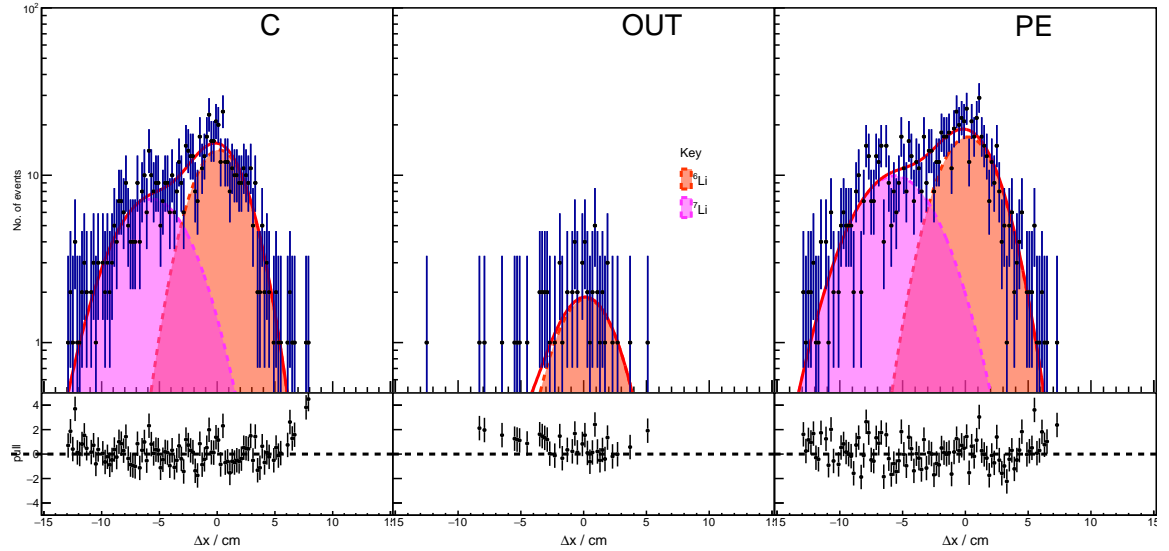 C OUT PE
No. of events
10²
10
1
Key
⁶Li
⁷Li
pull
4
2
0
−2
−4
−15 −10 −5 0 5 10 15 −10 −5 0 5 10 15 −10 −5 0 5 10 15
Δx / cm Δx / cm Δx / cm